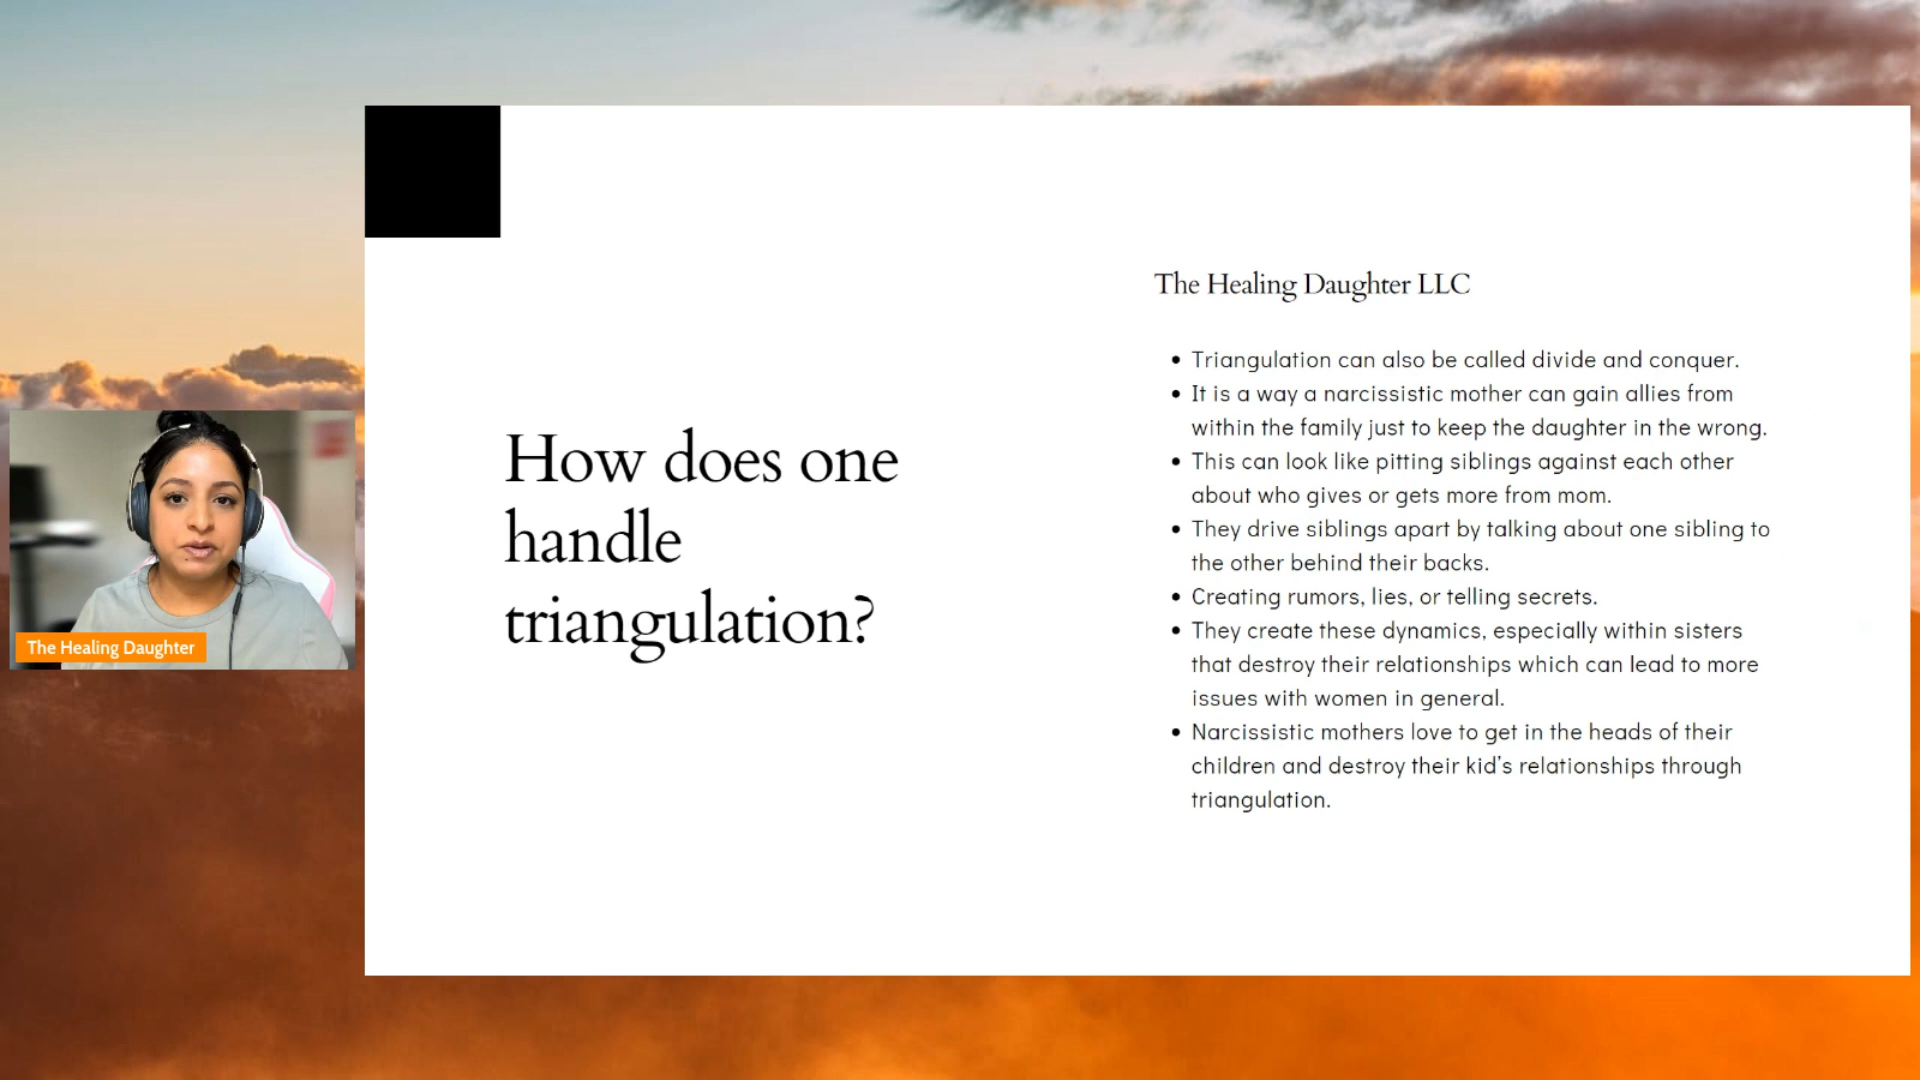 The Healing Daughter
How does one
handle
triangulation?
The Healing Daughter LLC
• Triangulation can also be called divide and conquer.
• It is a way a narcissistic mother can gain allies from
within the family just to keep the daughter in the wrong.
• This can look like pitting siblings against each other
about who gives or gets more from mom.
• They drive siblings apart by talking about one sibling to
the other behind their backs.
• Creating rumors, lies, or telling secrets.
• They create these dynamics, especially within sisters
that destroy their relationships which can lead to more
issues with women in general.
• Narcissistic mothers love to get in the heads of their
children and destroy their kid's relationships through
triangulation.